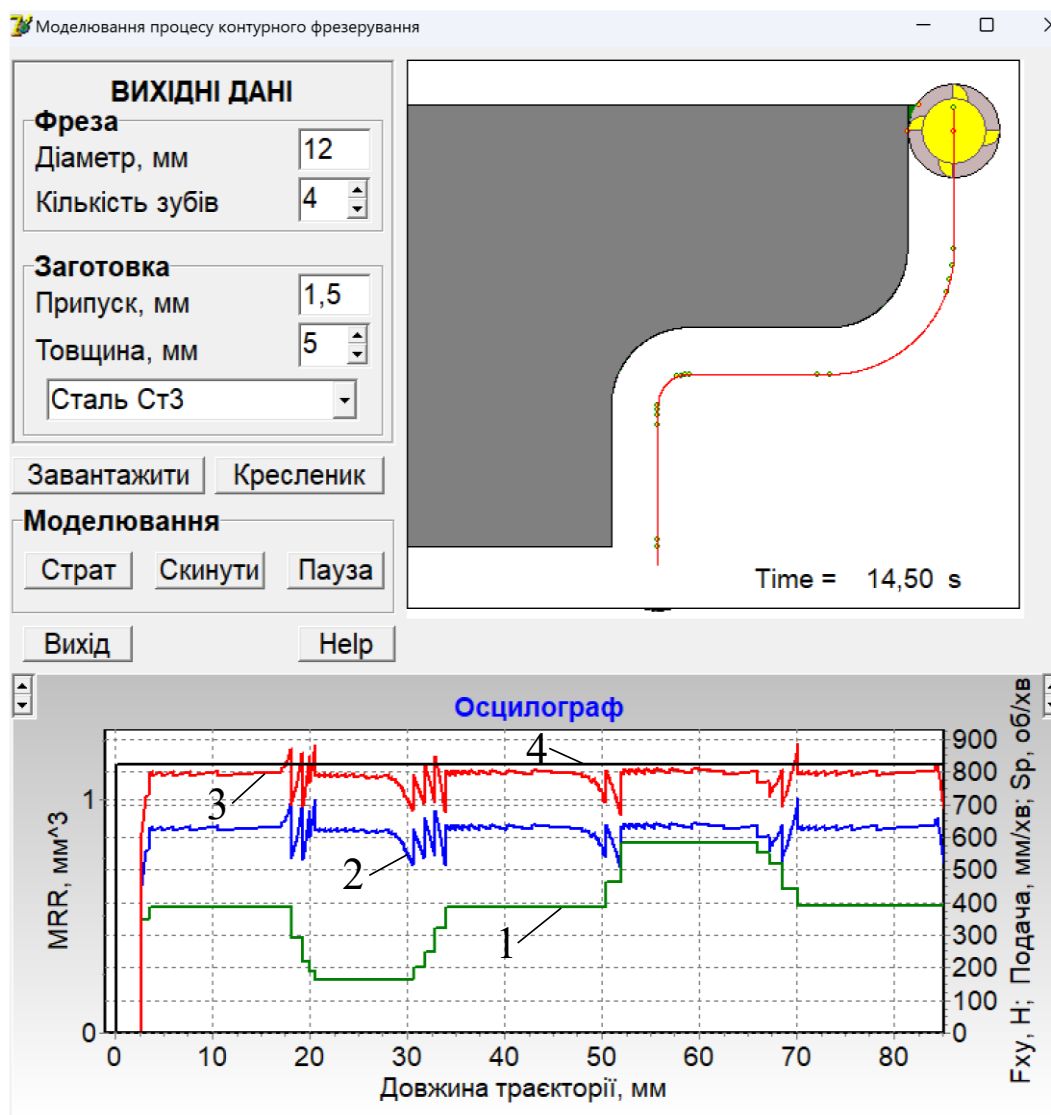 Моделювання процесу контурного фрезерування
ВИХІДНІ ДАНІ
Фреза
Діаметр, мм 12
Кількість зубів 4
Заготовка
Припуск, мм 1,5
Товщина, мм 5
Сталь Ст3
Завантажити Кресленик
Моделювання
Страт Скинути Пауза
Вихід Help
Time = 14,50 s
Осцилограф
MRR, мм^3
1
0
900
800
700
600
500
400
300
200
100
0
Fxy, Н; Подача, мм/хв; Sp, об/хв
4
3
2
1
0 10 20 30 40 50 60 70 80
Довжина траєкторії, мм